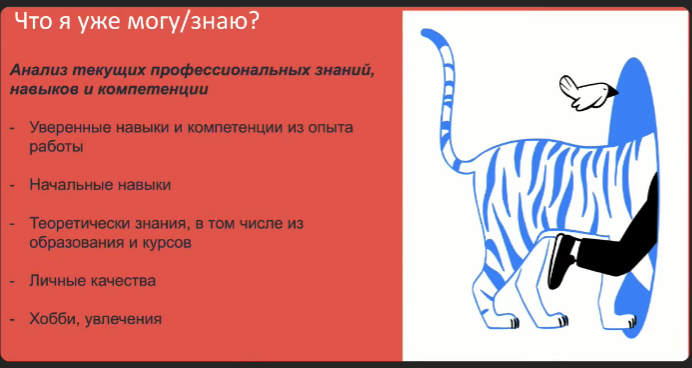 Что я уже могу/знаю?
Анализ текущих профессиональных знаний,
навыков и компетенции
- Уверенные навыки и компетенции из опыта
работы
- Начальные навыки
- Теоретически знания, в том числе из
образования и курсов
- Личные качества
- Хобби, увлечения